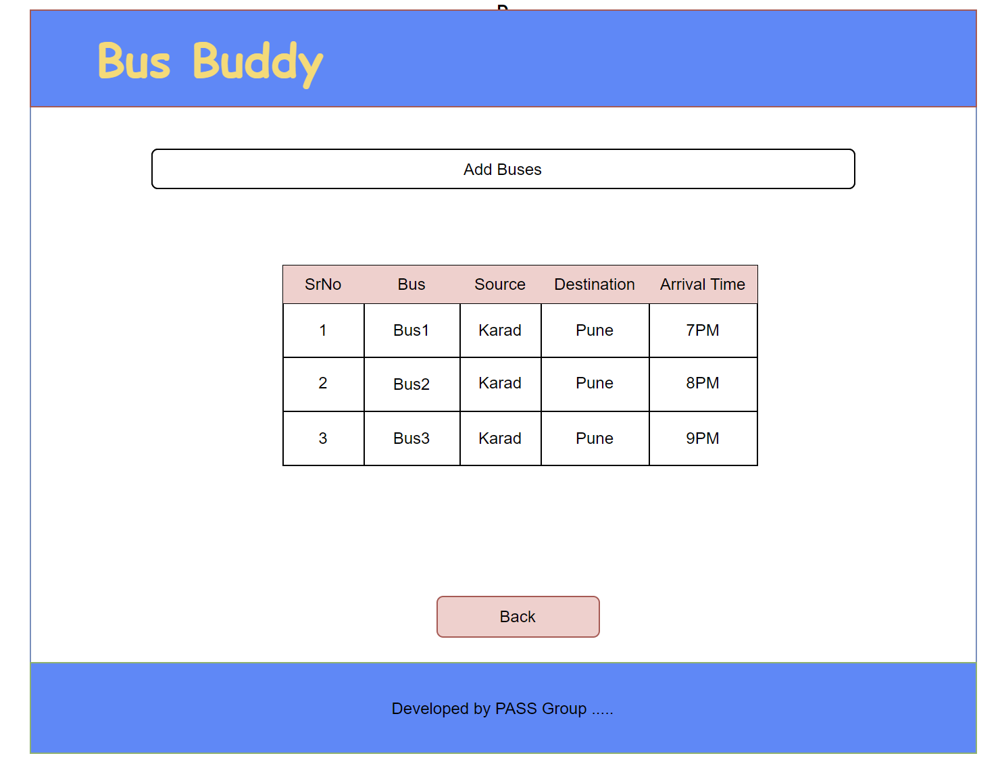 Bus Buddy
Add Buses
SrNo Bus Source Destination Arrival Time
1 Bus1 Karad Pune 7PM
2 Bus2 Karad Pune 8PM
3 Bus3 Karad Pune 9PM
Back
Developed by PASS Group .....